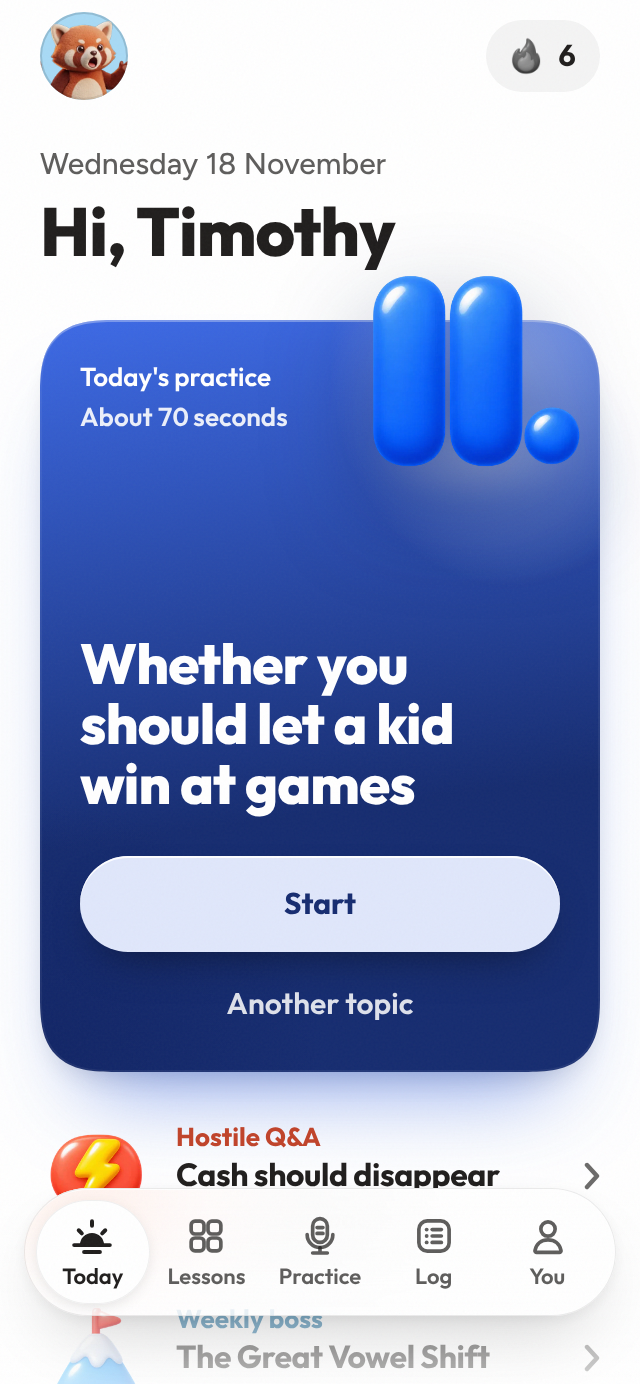 6
Wednesday 18 November
Hi, Timothy
Today's practice
About 70 seconds
Whether you
should let a kid
win at games
Start
Another topic
Hostile Q&A
Cash should disappear
Today
Lessons
Practice
Log
You
Weekly boss
The Great Vowel Shift